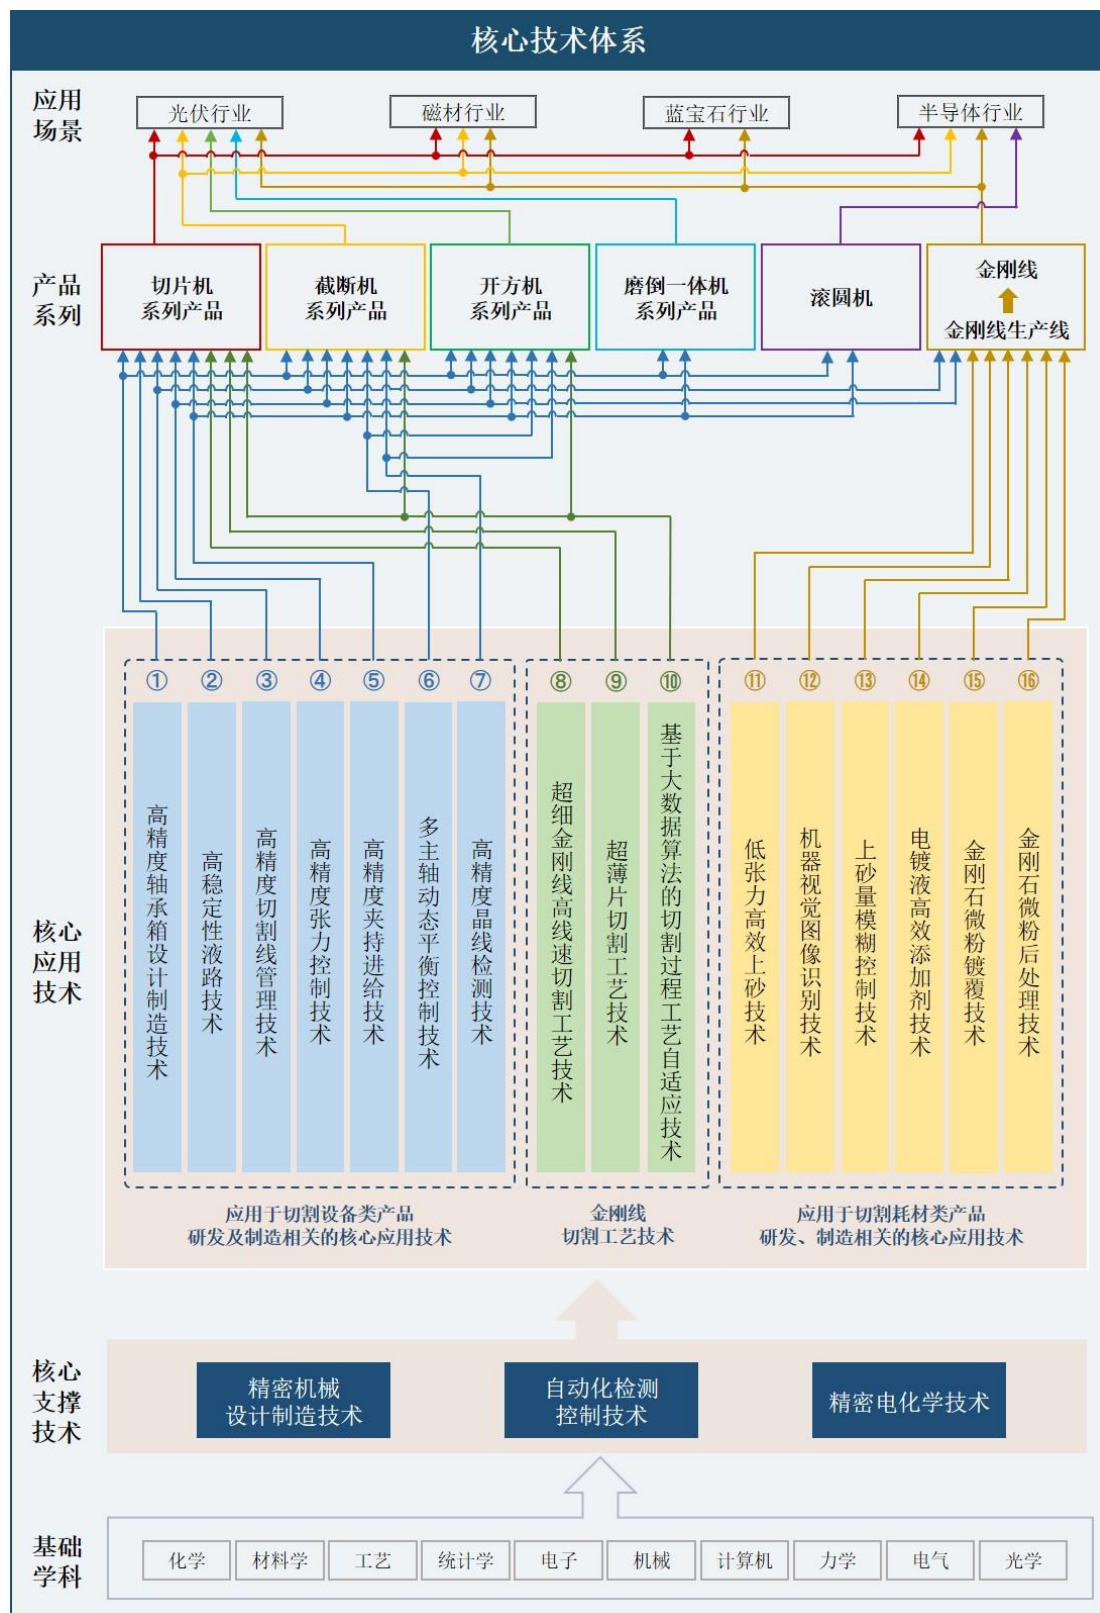 核心技术体系
应用
场景
光伏行业
磁材行业
蓝宝石行业
半导体行业
产品
系列
切片机
系列产品
截断机
系列产品
开方机
系列产品
磨倒一体机
系列产品
滚圆机
金刚线
金刚线生产线
核心
应用
技术
①
高精度轴承箱设计制造技术
②
高稳定性液路技术
③
高精度切割线管理技术
④
高精度张力控制技术
⑤
高精度夹持进给技术
⑥
多主轴动态平衡控制技术
⑦
高精度晶线检测技术
⑧
超细金刚线高线速切割工艺技术
⑨
超薄片切割工艺技术
⑩
基于大数据算法的切割过程工艺自适应技术
⑪
低张力高效上砂技术
⑫
机器视觉图像识别技术
⑬
上砂量模糊控制技术
⑭
电镀液高效添加剂技术
⑮
金刚石微粉镀覆技术
⑯
金刚石微粉后处理技术
应用于切割设备类产品
研发及制造相关的核心应用技术
金刚线
切割工艺技术
应用于切割耗材类产品
研发、制造相关的核心应用技术
核心
支撑
技术
精密机械
设计制造技术
自动化检测
控制技术
精密电化学技术
基础
学科
化学
材料学
工艺
统计学
电子
机械
计算机
力学
电气
光学